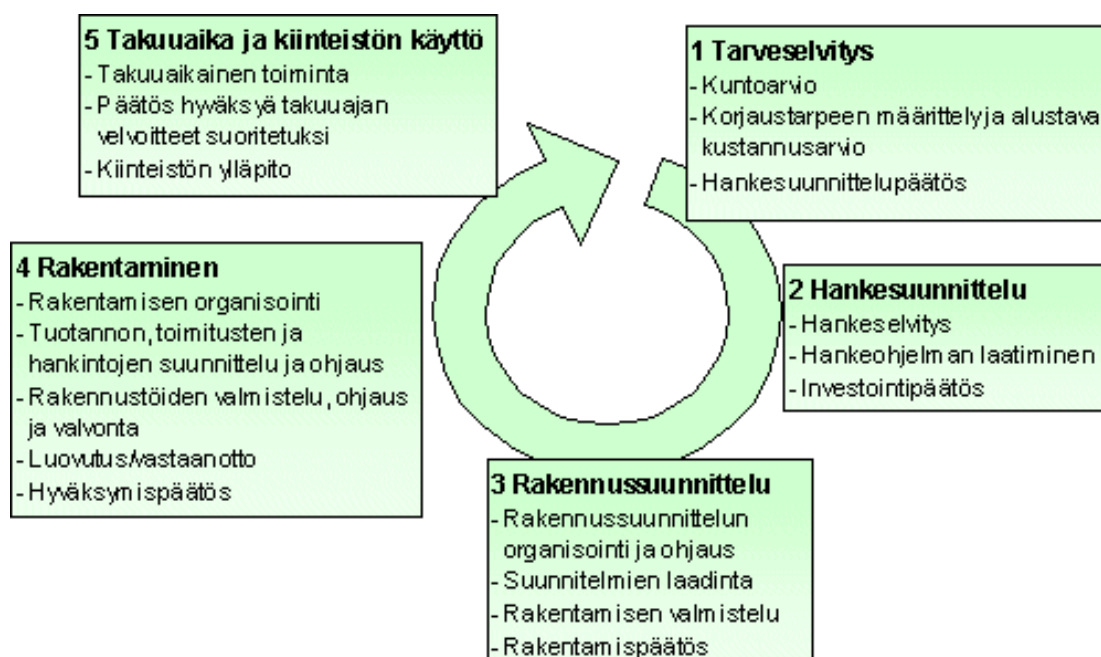 1 Tarveselvitys
- Kuntoarvio
- Korjaustarpeen määrittely ja alustava
kustannusarvio
- Hankesuunnittelupäätös
2 Hankesuunnittelu
- Hankeselvitys
- Hankeohjelman laatiminen
- Investointipäätös
3 Rakennussuunnittelu
- Rakennussuunnittelun
organisointi ja ohjaus
- Suunnitelmien laadinta
- Rakentamisen valmistelu
- Rakentamispäätös
4 Rakentaminen
- Rakentamisen organisointi
- Tuotannon, toimitusten ja
hankintojen suunnittelu ja ohjaus
- Rakennustöiden valmistelu, ohjaus
ja valvonta
- Luovutus/vastaanotto
- Hyväksymispäätös
5 Takuuaika ja kiinteistön käyttö
- Takuuaikainen toiminta
- Päätös hyväksyä takuuajan
velvoitteet suoritetuksi
- Kiinteistön ylläpito